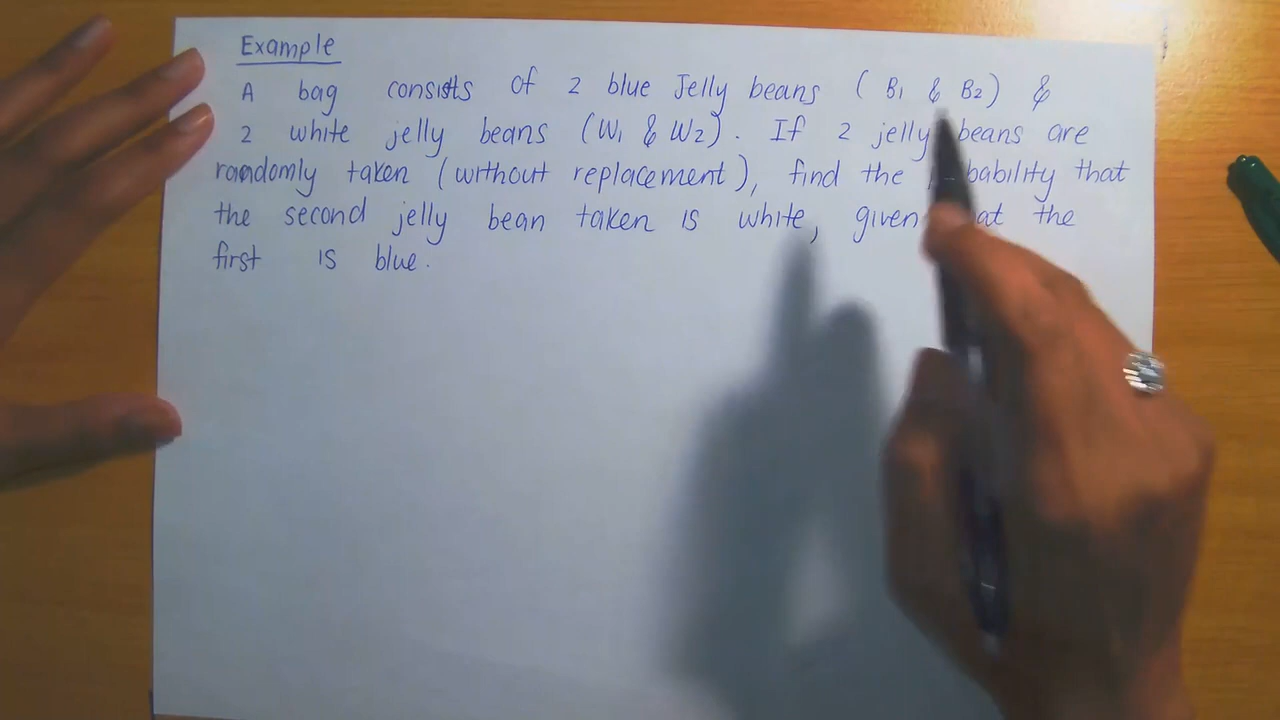 Example
A bag consists of 2 blue Jelly beans ( B1 & B2) &
2 white jelly beans (W1 & W2). If 2 jelly beans are
randomly taken (without replacement), find the that
the second jelly bean taken is white, given the
first is blue.